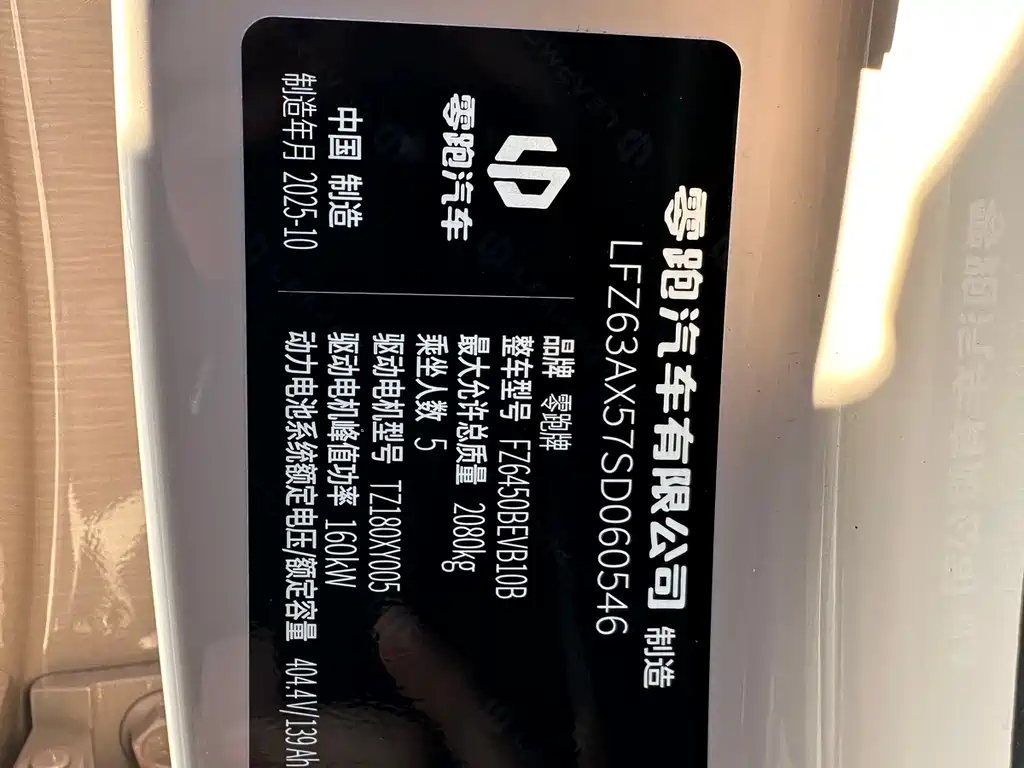 零跑汽车有限公司 制造
LFZ63AX57SD060546
零跑汽车
中国 制造
制造年月 2025-10
品牌 零跑牌
整车型号 FZ6450BEVB10B
最大允许总质量 2080kg
乘坐人数 5
驱动电机型号 TZ180XY005
驱动电机峰值功率 160kW
动力电池系统额定电压/额定容量 404.4V/139Ah